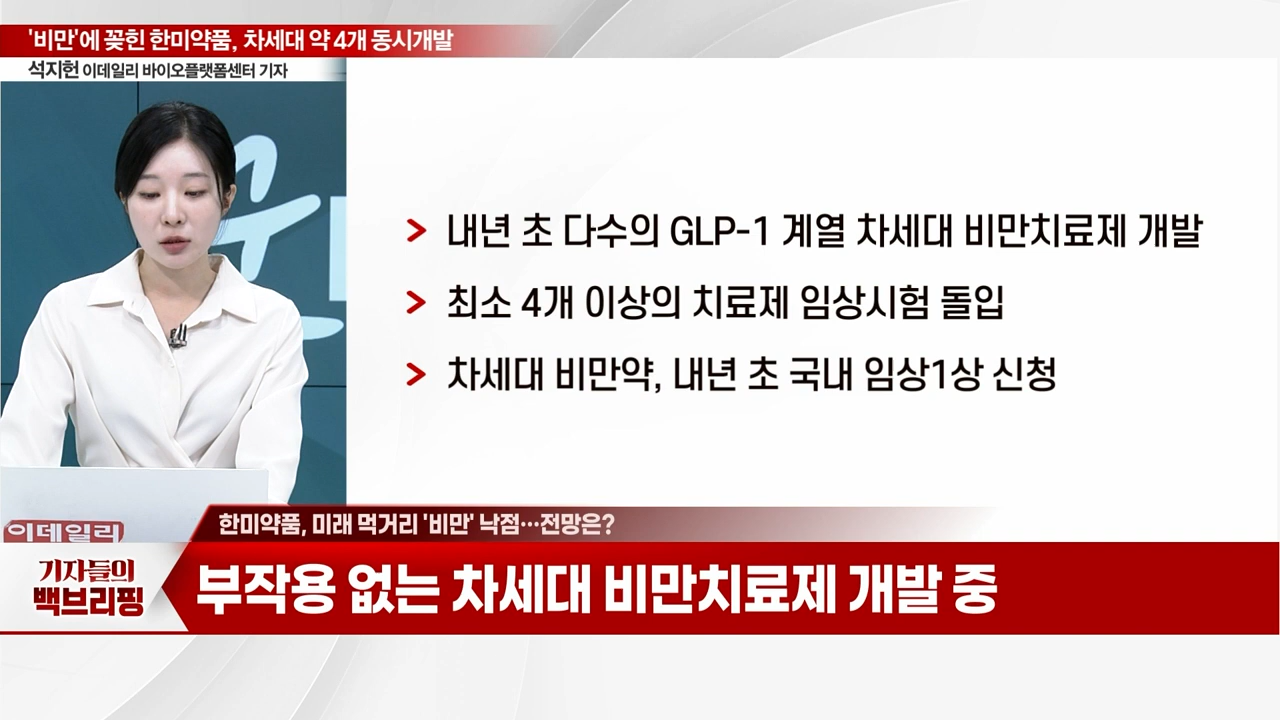 '비만'에 꽂힌 한미약품, 차세대 약 4개 동시개발
석지헌 이데일리 바이오플랫폼센터 기자
> 내년 초 다수의 GLP-1 계열 차세대 비만치료제 개발
> 최소 4개 이상의 치료제 임상시험 돌입
> 차세대 비만약, 내년 초 국내 임상1상 신청
이데일리
한미약품, 미래 먹거리 '비만' 낙점…전망은?
기자들의
백브리핑
부작용 없는 차세대 비만치료제 개발 중